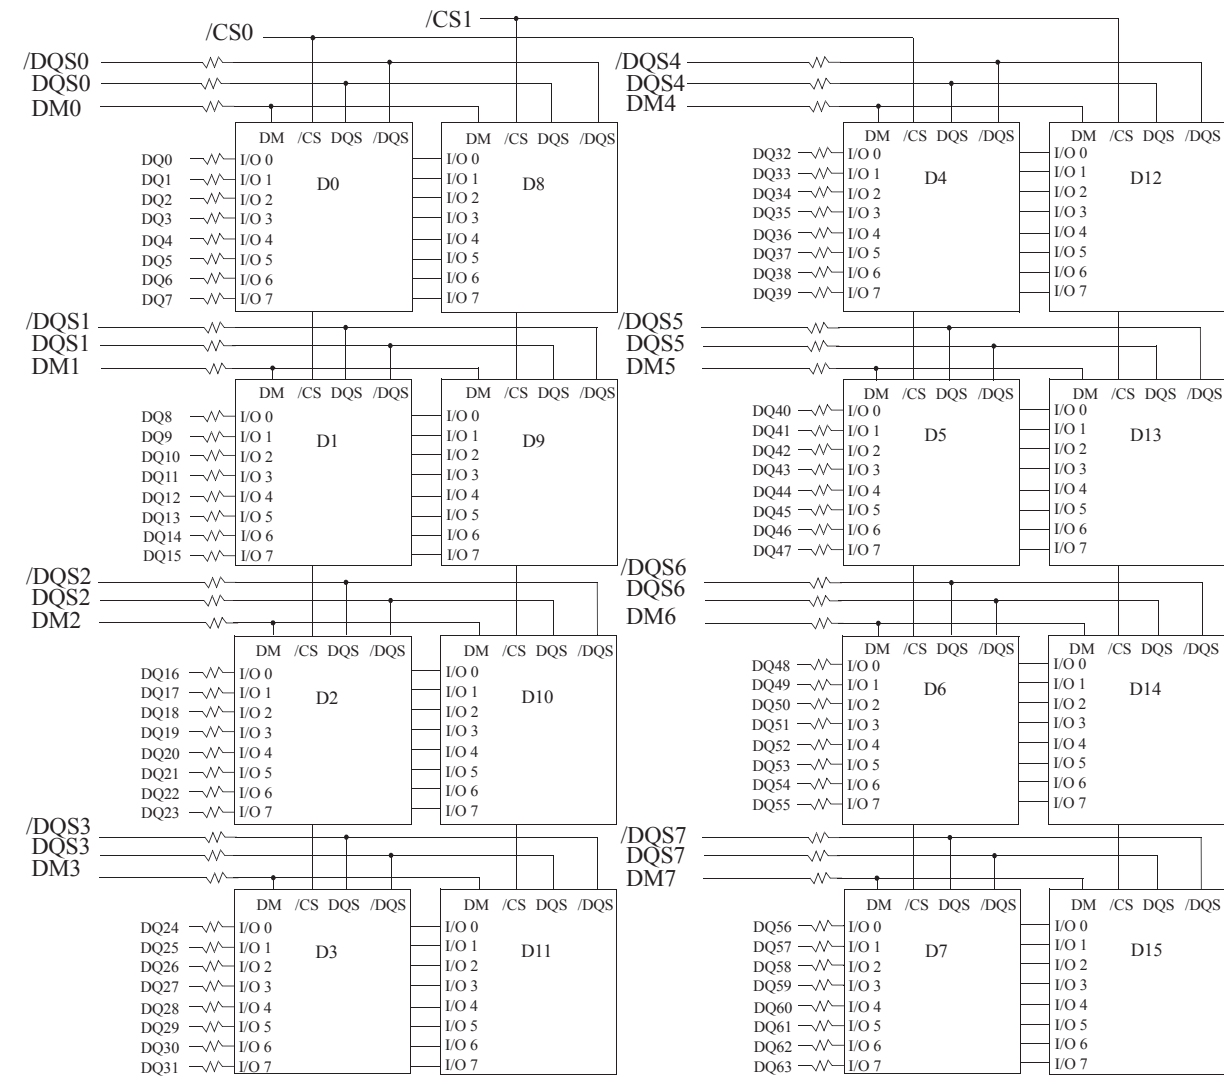 /CS1
/CS0
/DQS0
DQS0
DM0
DM /CS DQS /DQS
DM /CS DQS /DQS
DQ0 I/O 0 I/O 0
DQ1 I/O 1 I/O 1
D0 D8
DQ2 I/O 2 I/O 2
DQ3 I/O 3 I/O 3
DQ4 I/O 4 I/O 4
DQ5 I/O 5 I/O 5
DQ6 I/O 6 I/O 6
DQ7 I/O 7 I/O 7
/DQS1
DQS1
DM1
DM /CS DQS /DQS
DM /CS DQS /DQS
DQ8 I/O 0 I/O 0
DQ9 I/O 1 I/O 1
D1 D9
DQ10 I/O 2 I/O 2
DQ11 I/O 3 I/O 3
DQ12 I/O 4 I/O 4
DQ13 I/O 5 I/O 5
DQ14 I/O 6 I/O 6
DQ15 I/O 7 I/O 7
/DQS2
DQS2
DM2
DM /CS DQS /DQS
DM /CS DQS /DQS
DQ16 I/O 0 I/O 0
DQ17 I/O 1 I/O 1
D2 D10
DQ18 I/O 2 I/O 2
DQ19 I/O 3 I/O 3
DQ20 I/O 4 I/O 4
DQ21 I/O 5 I/O 5
DQ22 I/O 6 I/O 6
DQ23 I/O 7 I/O 7
/DQS3
DQS3
DM3
DM /CS DQS /DQS
DM /CS DQS /DQS
DQ24 I/O 0 I/O 0
DQ25 I/O 1 I/O 1
D3 D11
DQ26 I/O 2 I/O 2
DQ27 I/O 3 I/O 3
DQ28 I/O 4 I/O 4
DQ29 I/O 5 I/O 5
DQ30 I/O 6 I/O 6
DQ31 I/O 7 I/O 7
/DQS4
DQS4
DM4
DM /CS DQS /DQS
DM /CS DQS /DQS
DQ32 I/O 0 I/O 0
DQ33 I/O 1 I/O 1
D4 D12
DQ34 I/O 2 I/O 2
DQ35 I/O 3 I/O 3
DQ36 I/O 4 I/O 4
DQ37 I/O 5 I/O 5
DQ38 I/O 6 I/O 6
DQ39 I/O 7 I/O 7
/DQS5
DQS5
DM5
DM /CS DQS /DQS
DM /CS DQS /DQS
DQ40 I/O 0 I/O 0
DQ41 I/O 1 I/O 1
D5 D13
DQ42 I/O 2 I/O 2
DQ43 I/O 3 I/O 3
DQ44 I/O 4 I/O 4
DQ45 I/O 5 I/O 5
DQ46 I/O 6 I/O 6
DQ47 I/O 7 I/O 7
/DQS6
DQS6
DM6
DM /CS DQS /DQS
DM /CS DQS /DQS
DQ48 I/O 0 I/O 0
DQ49 I/O 1 I/O 1
D6 D14
DQ50 I/O 2 I/O 2
DQ51 I/O 3 I/O 3
DQ52 I/O 4 I/O 4
DQ53 I/O 5 I/O 5
DQ54 I/O 6 I/O 6
DQ55 I/O 7 I/O 7
/DQS7
DQS7
DM7
DM /CS DQS /DQS
DM /CS DQS /DQS
DQ56 I/O 0 I/O 0
DQ57 I/O 1 I/O 1
D7 D15
DQ58 I/O 2 I/O 2
DQ59 I/O 3 I/O 3
DQ60 I/O 4 I/O 4
DQ61 I/O 5 I/O 5
DQ62 I/O 6 I/O 6
DQ63 I/O 7 I/O 7